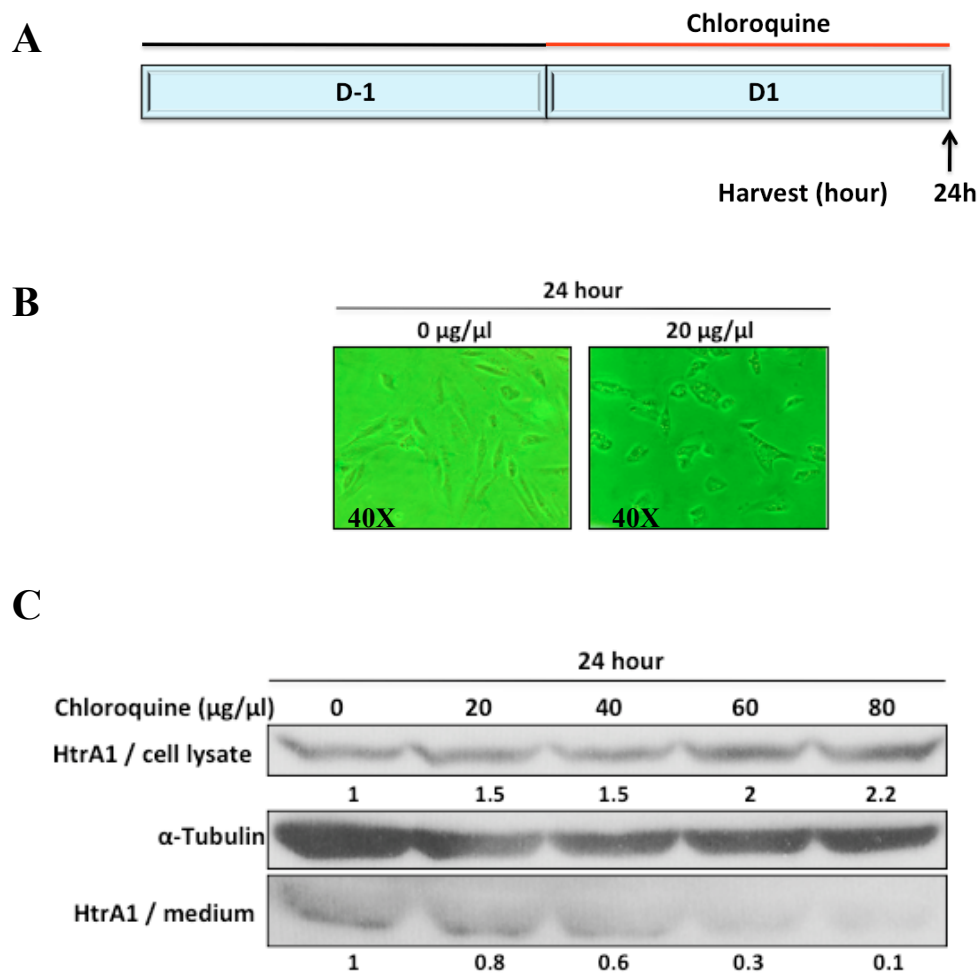 A
Chloroquine
D-1 D1
Harvest (hour) 24h
B
24 hour
0 µg/µl 20 µg/µl
40X 40X
C
24 hour
Chloroquine (µg/µl) 0 20 40 60 80
HtrA1 / cell lysate
1 1.5 1.5 2 2.2
α-Tubulin
HtrA1 / medium
1 0.8 0.6 0.3 0.1